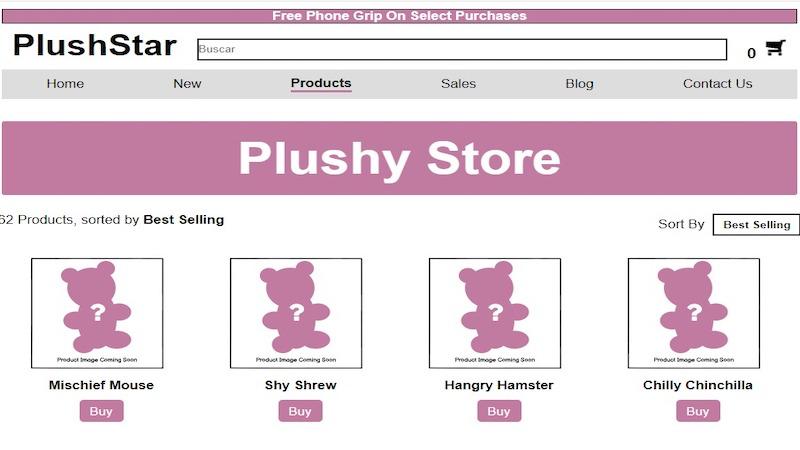 Free Phone Grip On Select Purchases
PlushStar
Buscar
0
Home New Products Sales Blog Contact Us
Plushy Store
62 Products, sorted by Best Selling
Sort By Best Selling
? ? ? ?
Product Image Coming Soon Product Image Coming Soon Product Image Coming Soon Product Image Coming Soon
Mischief Mouse Shy Shrew Hangry Hamster Chilly Chinchilla
Buy Buy Buy Buy